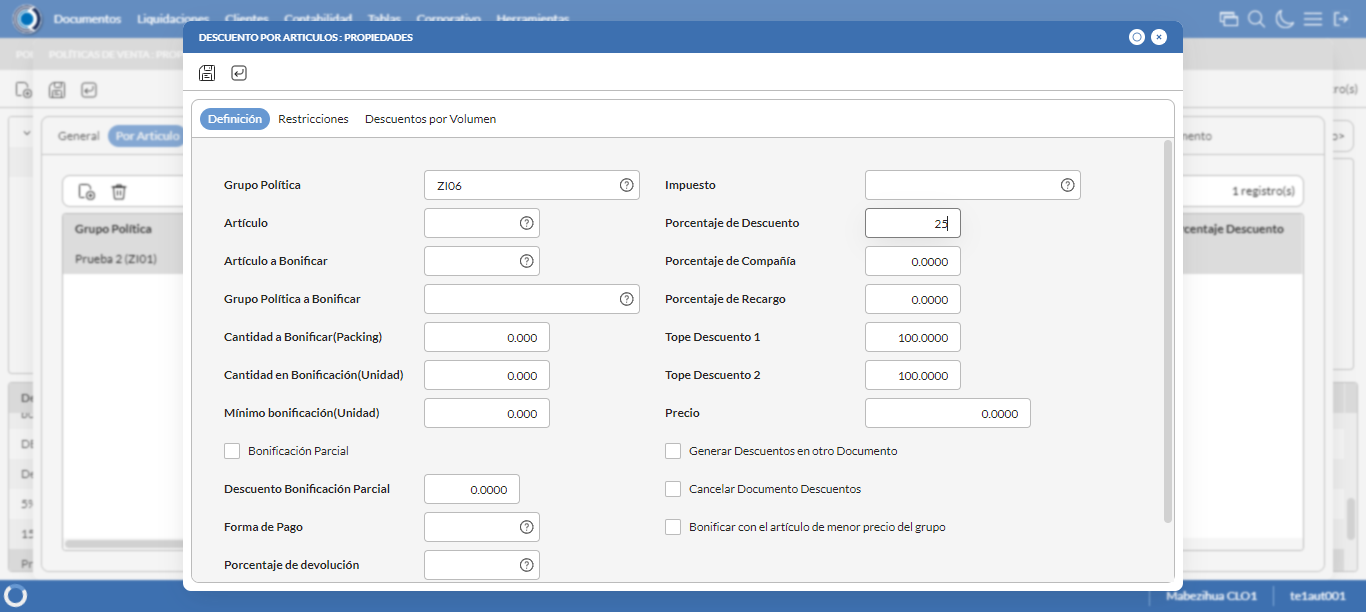 Documentos Liquidaciones Clientes Contabilidad Tablas Corporativo Herramientas
DESCUENTO POR ARTICULOS : PROPIEDADES
POLÍTICAS DE VENTA : PROP
General Por Artículo
1 registro(s)
Grupo Política
centaje Descuento
Prueba 2 (ZI01)
Definición Restricciones Descuentos por Volumen
Grupo Política ZI06 Impuesto
Artículo Porcentaje de Descuento 25
Artículo a Bonificar Porcentaje de Compañía 0.0000
Grupo Política a Bonificar Porcentaje de Recargo 0.0000
Cantidad a Bonificar(Packing) 0.000 Tope Descuento 1 100.0000
Cantidad en Bonificación(Unidad) 0.000 Tope Descuento 2 100.0000
Mínimo bonificación(Unidad) 0.000 Precio 0.0000
Bonificación Parcial Generar Descuentos en otro Documento
Descuento Bonificación Parcial 0.0000 Cancelar Documento Descuentos
Forma de Pago Bonificar con el artículo de menor precio del grupo
Porcentaje de devolución
Mabezihua CLO1 te1aut001